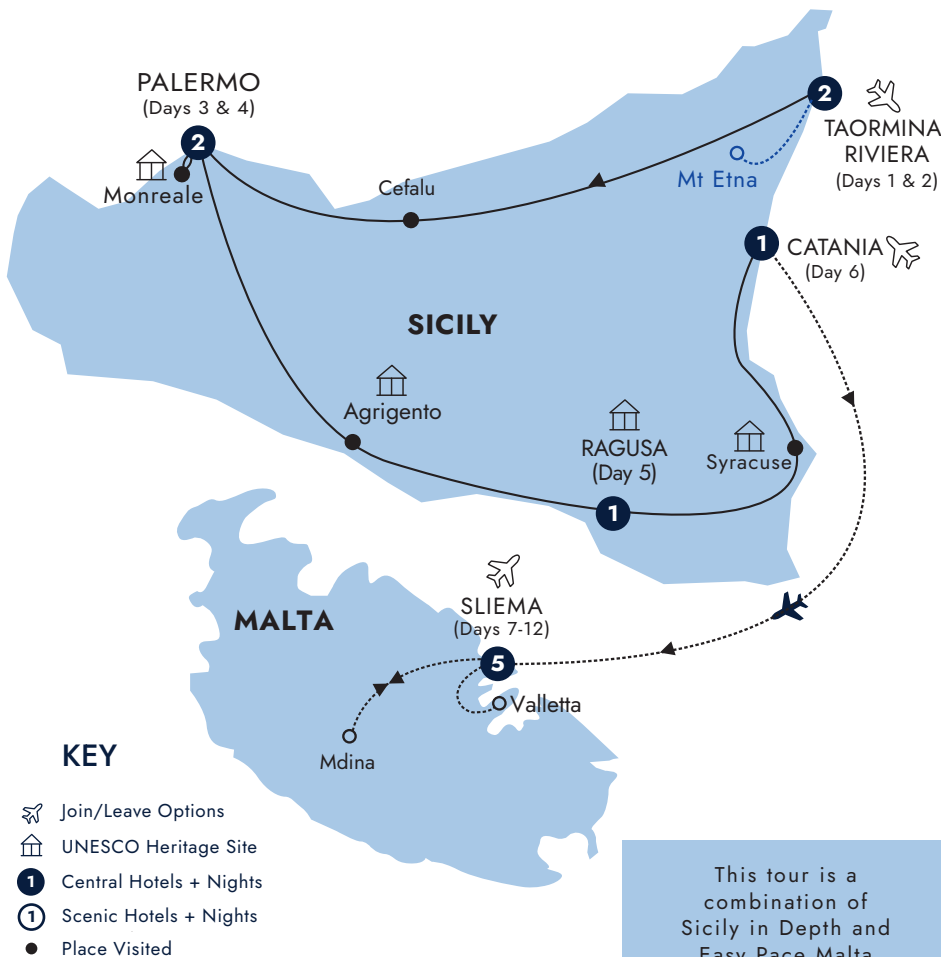 PALERMO
(Days 3 & 4)
2
Monreale
Cefalu
2
TAORMINA
RIVIERA
(Days 1 & 2)
Mt Etna
1
CATANIA
(Day 6)
SICILY
Agrigento
RAGUSA
(Day 5)
1
Syracuse
MALTA
SLIEMA
(Days 7-12)
5
Valletta
Mdina
KEY
Join/Leave Options
UNESCO Heritage Site
1 Central Hotels + Nights
1 Scenic Hotels + Nights
Place Visited
This tour is a
combination of
Sicily in Depth and
Easy Pace Malta